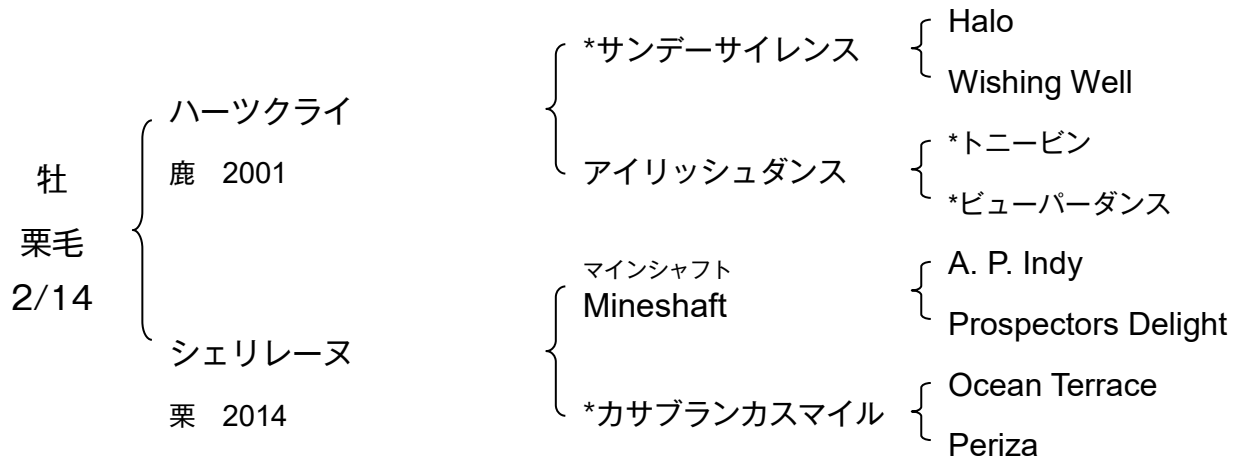 牡
栗毛
2/14
ハーツクライ
鹿 2001
シェリレーヌ
栗 2014
*サンデーサイレンス
アイリッシュダンス
マインシャフト
Mineshaft
*カサブランカスマイル
Halo
Wishing Well
*トニービン
*ビューパーダンス
A. P. Indy
Prospectors Delight
Ocean Terrace
Periza